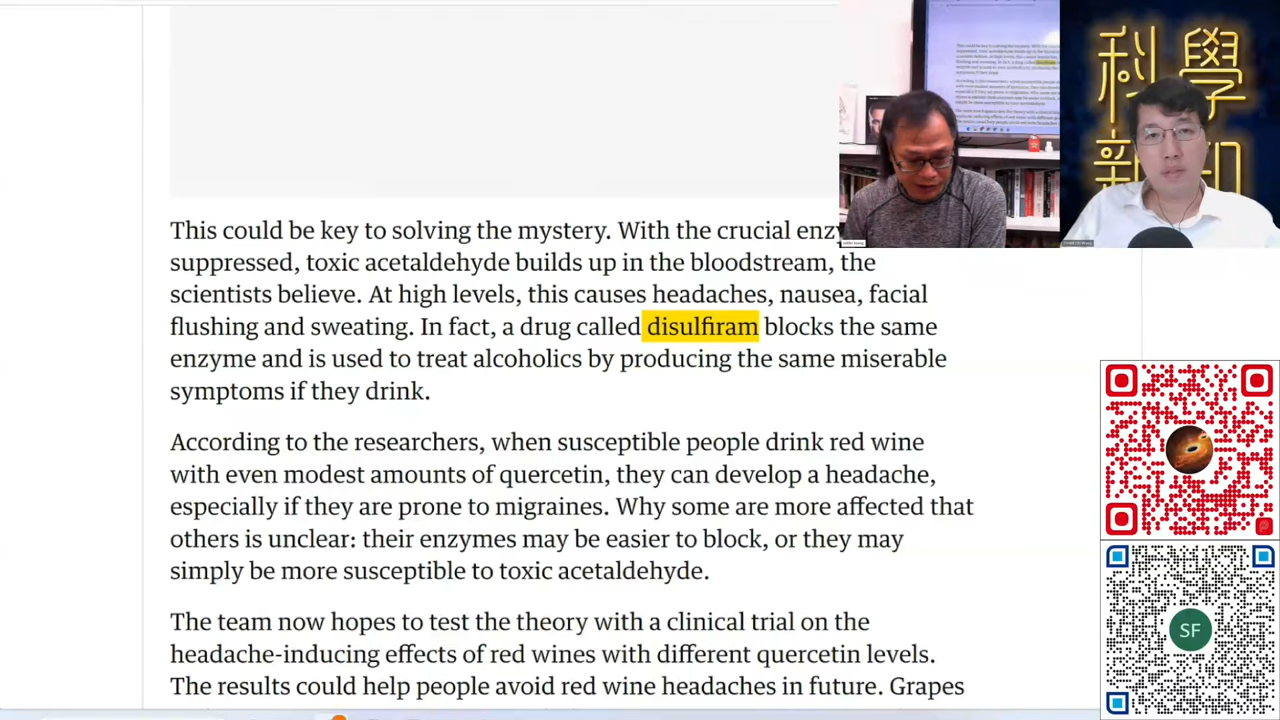 This could be key to solving the mystery. With the crucial enzy
suppressed, toxic acetaldehyde builds up in the bloodstream, the
scientists believe. At high levels, this causes headaches, nausea, facial
flushing and sweating. In fact, a drug called disulfiram blocks the same
enzyme and is used to treat alcoholics by producing the same miserable
symptoms if they drink.
According to the researchers, when susceptible people drink red wine
with even modest amounts of quercetin, they can develop a headache,
especially if they are prone to migraines. Why some are more affected that
others is unclear: their enzymes may be easier to block, or they may
simply be more susceptible to toxic acetaldehyde.
The team now hopes to test the theory with a clinical trial on the
headache-inducing effects of red wines with different quercetin levels.
The results could help people avoid red wine headaches in future. Grapes
科學
新知
SF